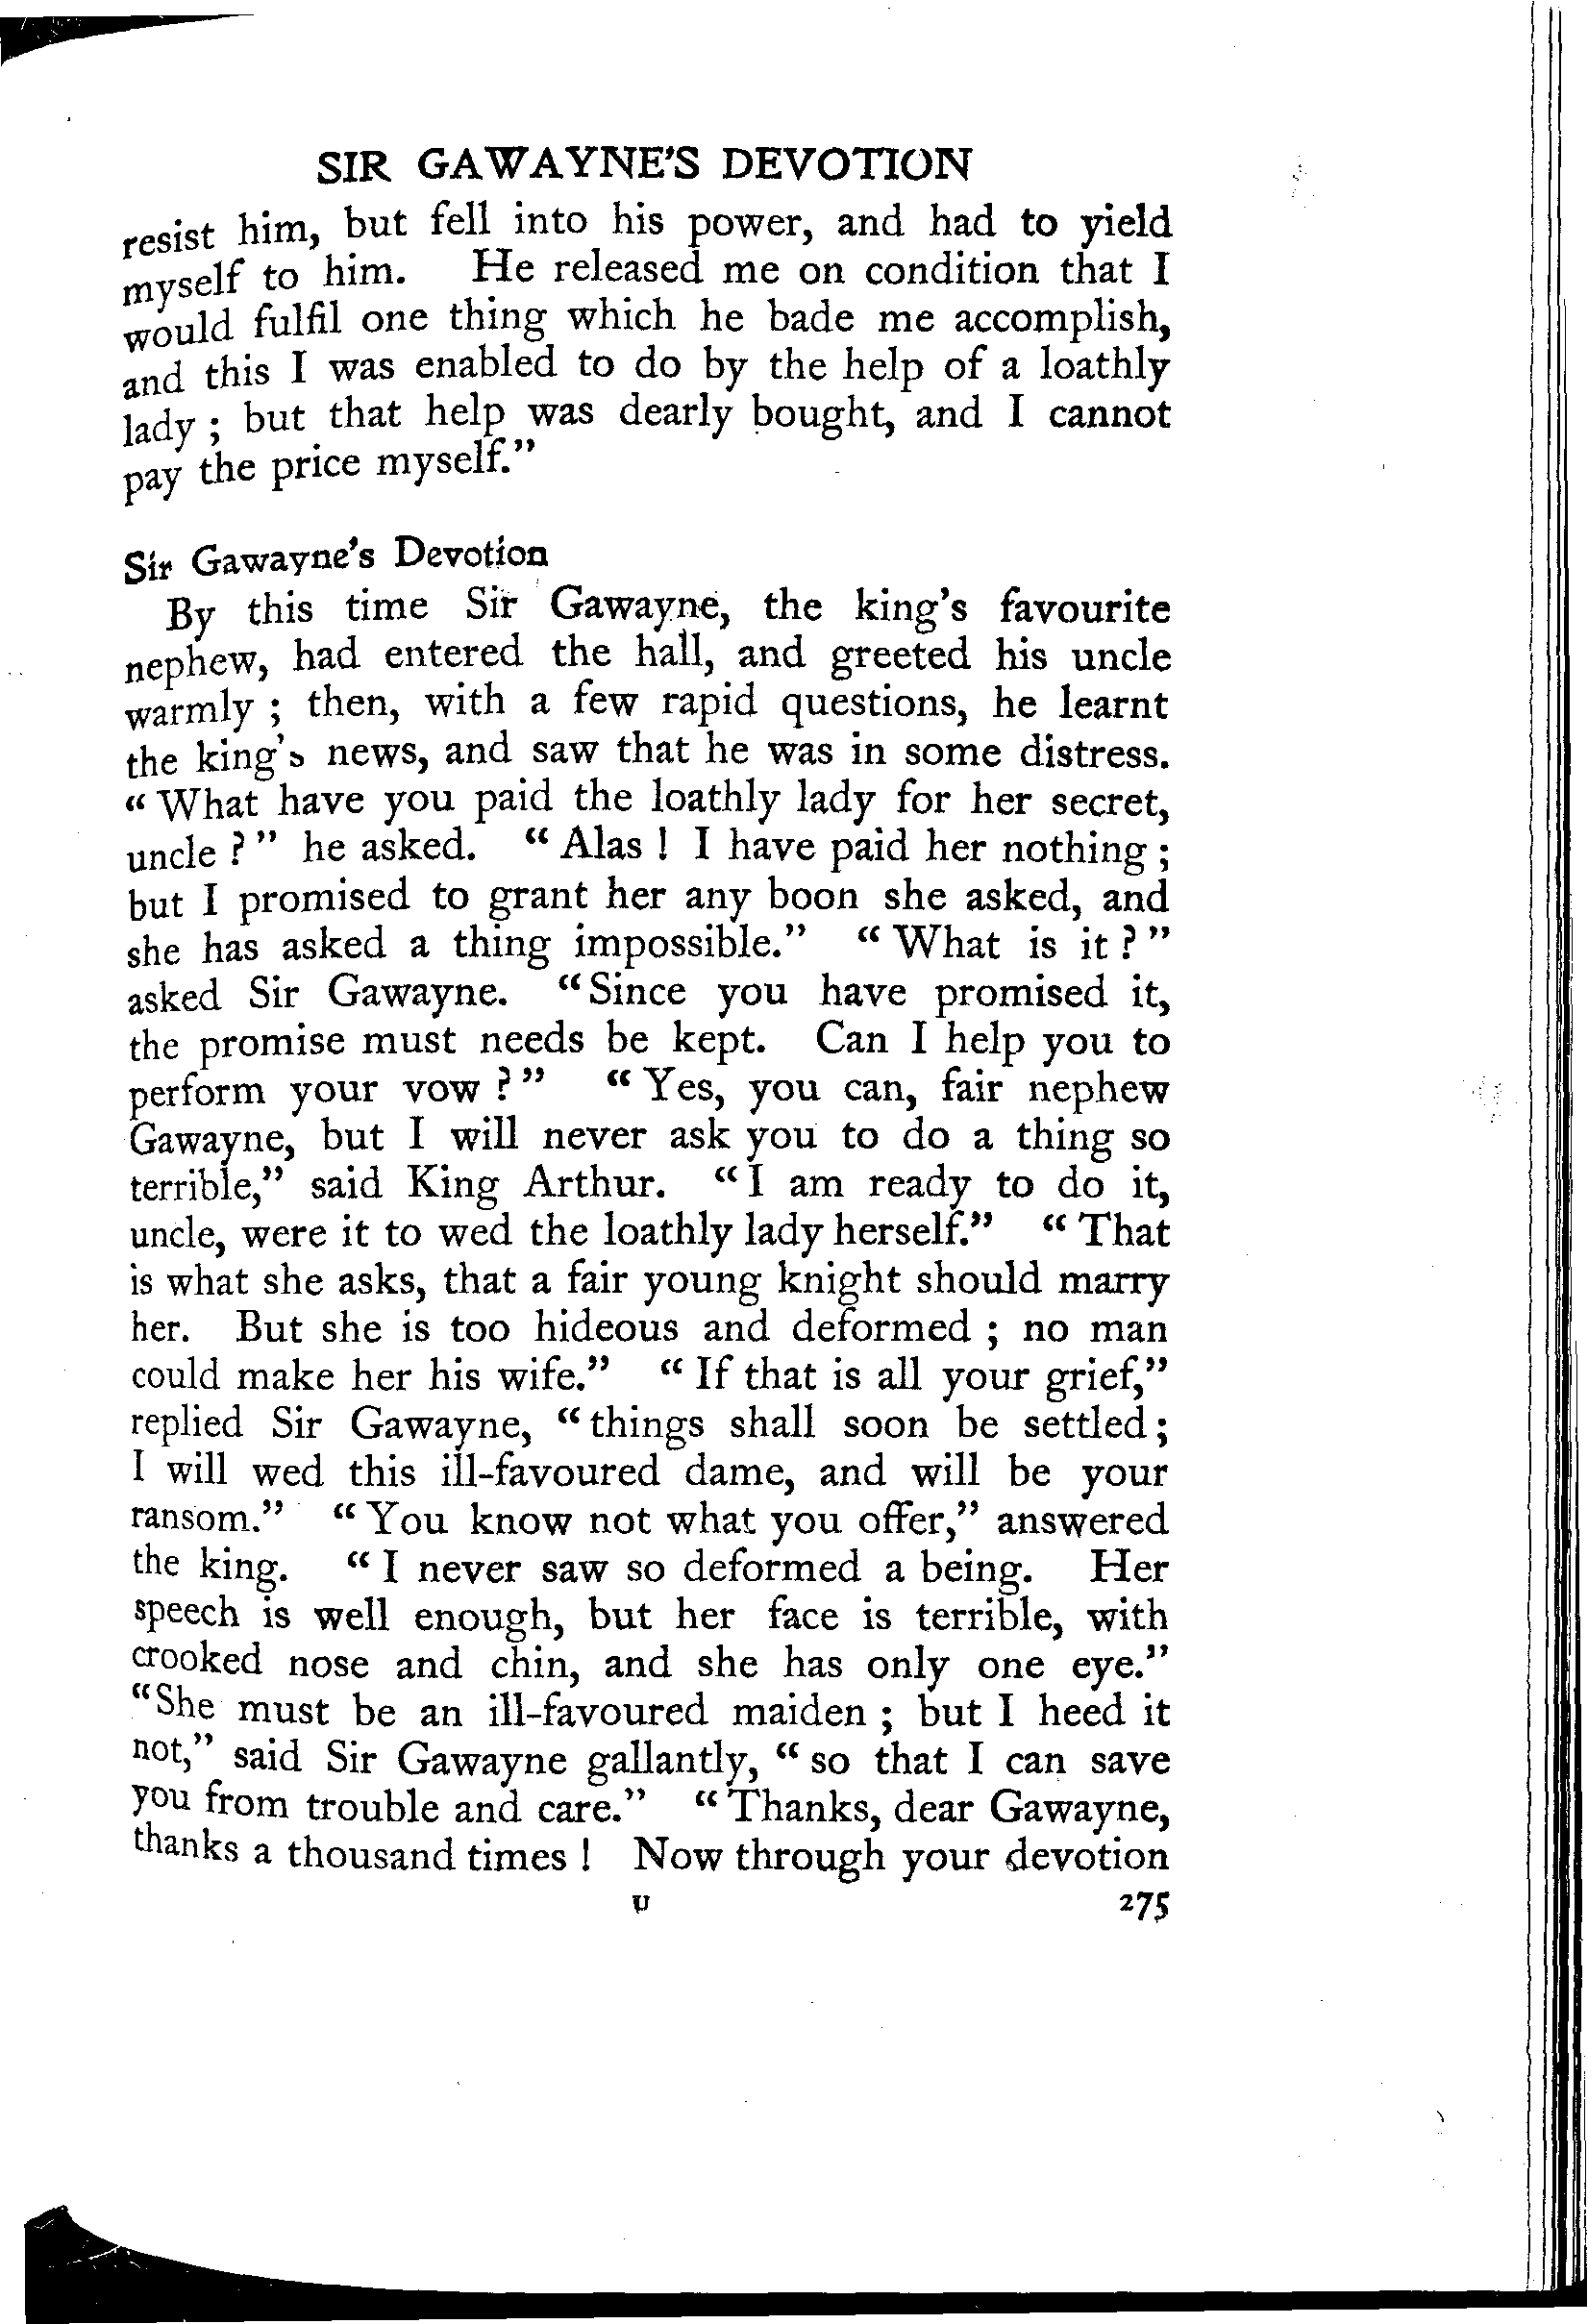 SIR GAWAYNE'S DEVOTION
resist him, but fell into his power, and had to yield
myself to him. He released me on condition that I
would fulfil one thing which he bade me accomplish,
and this I was enabled to do by the help of a loathly
lady ; but that help was dearly bought, and I cannot
pay the price myself.”
Sir Gawayne's Devotion
By this time Sir Gawayne, the king's favourite
nephew, had entered the hall, and greeted his uncle
warmly ; then, with a few rapid questions, he learnt
the king's news, and saw that he was in some distress.
“ What have you paid the loathly lady for her secret,
uncle ? ” he asked. “ Alas ! I have paid her nothing ;
but I promised to grant her any boon she asked, and
she has asked a thing impossible.” “ What is it ? ”
asked Sir Gawayne. “ Since you have promised it,
the promise must needs be kept. Can I help you to
perform your vow ? ” “ Yes, you can, fair nephew
Gawayne, but I will never ask you to do a thing so
terrible,” said King Arthur. “ I am ready to do it,
uncle, were it to wed the loathly lady herself.” “ That
is what she asks, that a fair young knight should marry
her. But she is too hideous and deformed ; no man
could make her his wife.” “ If that is all your grief,”
replied Sir Gawayne, “ things shall soon be settled ;
I will wed this ill-favoured dame, and will be your
ransom.” “ You know not what you offer,” answered
the king. “ I never saw so deformed a being. Her
speech is well enough, but her face is terrible, with
crooked nose and chin, and she has only one eye.”
“ She must be an ill-favoured maiden ; but I heed it
not,” said Sir Gawayne gallantly, “ so that I can save
you from trouble and care.” “ Thanks, dear Gawayne,
thanks a thousand times ! Now through your devotion
U 275